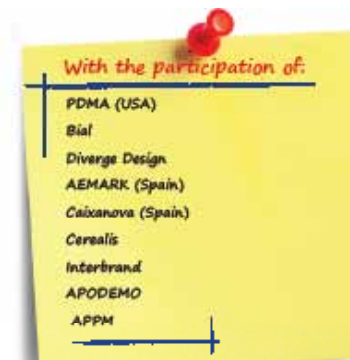 With the participation of:
PDMA (USA)
Bial
Diverge Design
AEMARK (Spain)
Caixanova (Spain)
Cerealis
Interbrand
APODEMO
APPM